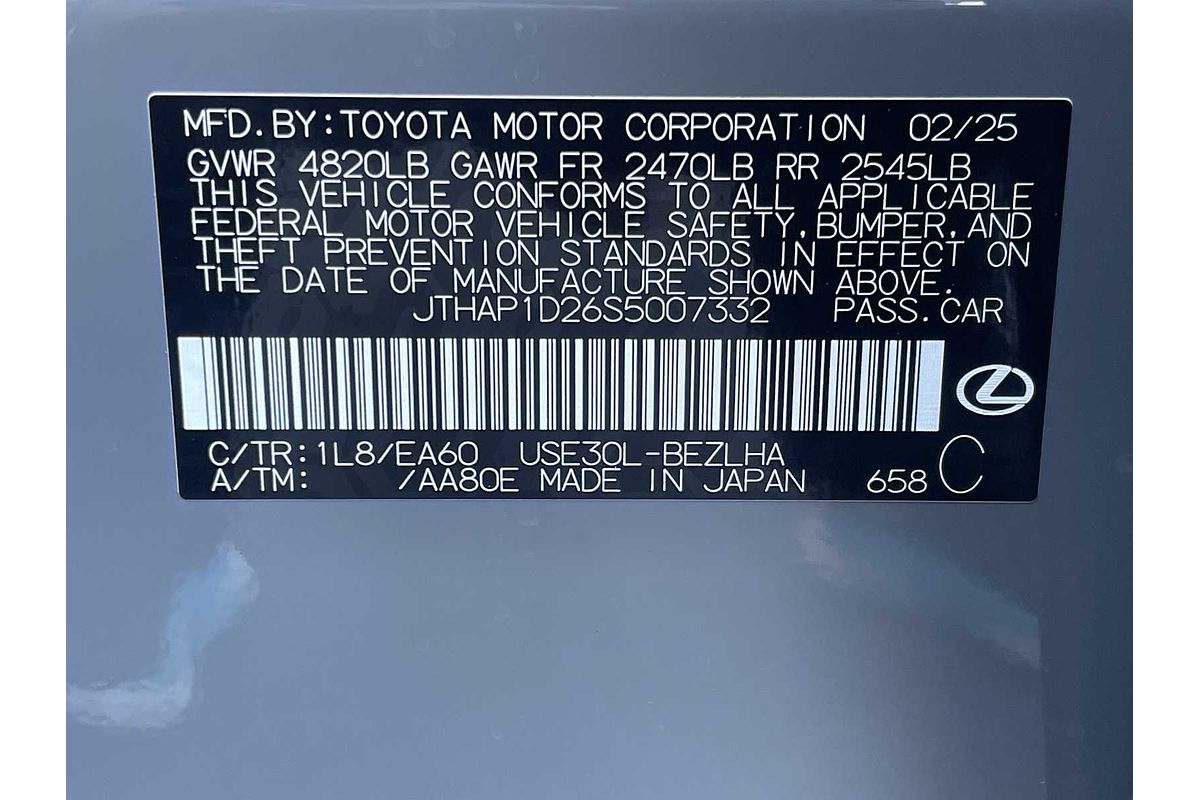 MFD.BY:TOYOTA MOTOR CORPORATION 02/25
GVWR 4820LB GAWR FR 2470LB RR 2545LB
THIS VEHICLE CONFORMS TO ALL APPLICABLE
FEDERAL MOTOR VEHICLE SAFETY,BUMPER,AND
THEFT PREVENTION STANDARDS IN EFFECT ON
THE DATE OF MANUFACTURE SHOWN ABOVE.
JTHAP1D26S5007332 PASS.CAR
C/TR:1L8/EA60 USE30L-BEZLHA
A/TM: /AA80E MADE IN JAPAN 658 C